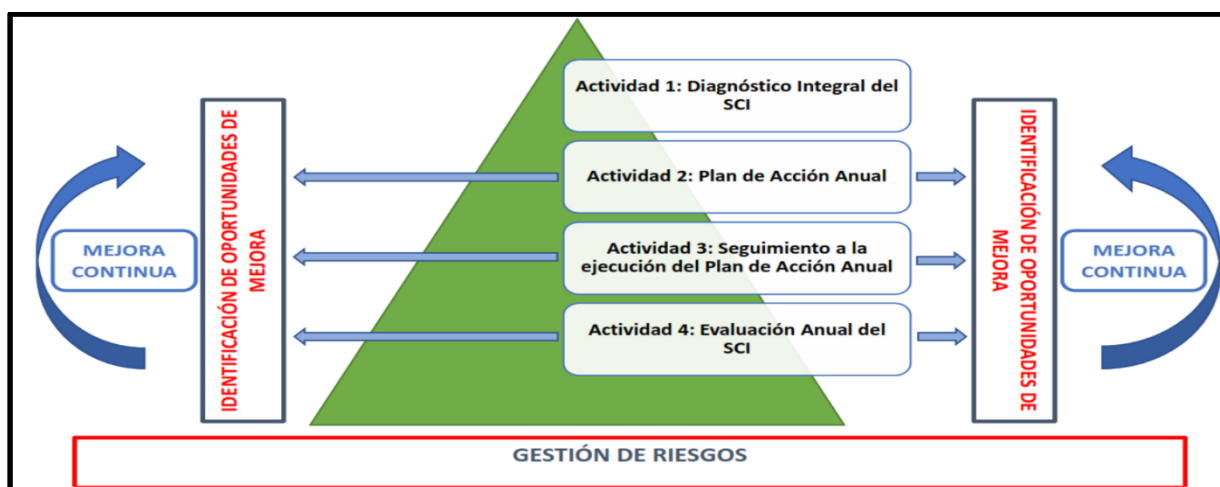 Actividad 1: Diagnóstico Integral del
SCI
Actividad 2: Plan de Acción Anual
Actividad 3: Seguimiento a la
ejecución del Plan de Acción Anual
Actividad 4: Evaluación Anual del
SCI
IDENTIFICACIÓN DE OPORTUNIDADES DE
MEJORA
MEJORA
CONTINUA
IDENTIFICACIÓN DE OPORTUNIDADES DE
MEJORA
MEJORA
CONTINUA
GESTIÓN DE RIESGOS